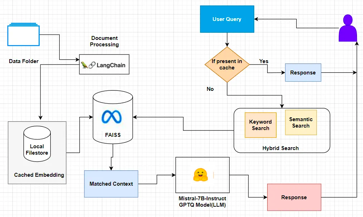 User Query
Document
Processing
Data Folder
LangChain
If present in
cache
Yes
Response
No
Local
Filestore
Cached Embedding
FAISS
Keyword
Search
Semantic
Search
Hybrid Search
Matched Context
Mistral-7B-Instruct
GPTQ Model(LLM)
Response